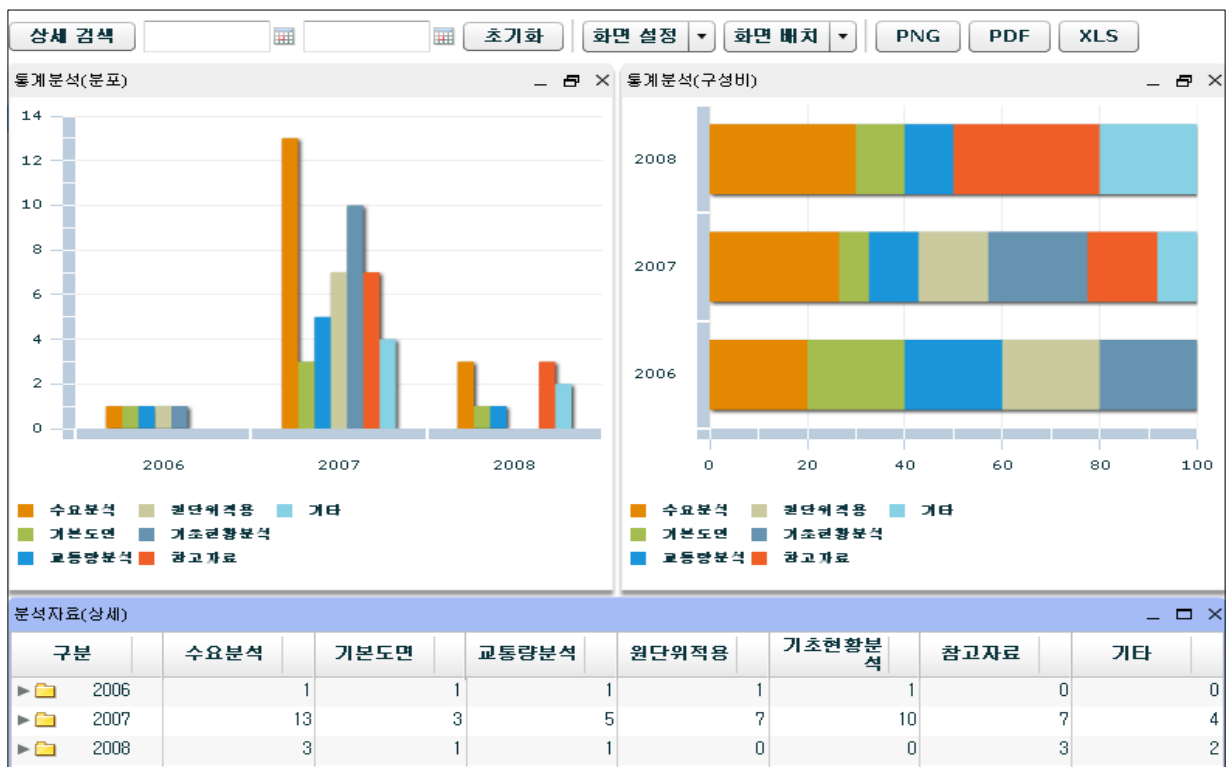 상세 검색 초기화 화면 설정 화면 배치 PNG PDF XLS
통계분석(분포)
14
12
10
8
6
4
2
0
2006 2007 2008
수요분석 원단위적용 기타
기본도면 기초현황분석
교통량분석 참고자료
통계분석(구성비)
2008
2007
2006
0 20 40 60 80 100
수요분석 원단위적용 기타
기본도면 기초현황분석
교통량분석 참고자료
분석자료(상세)
구분 수요분석 기본도면 교통량분석 원단위적용 기초현황분 참고자료 기타
석
2006 1 1 1 1 1 0 0
2007 13 3 5 7 10 7 4
2008 3 1 1 0 0 3 2